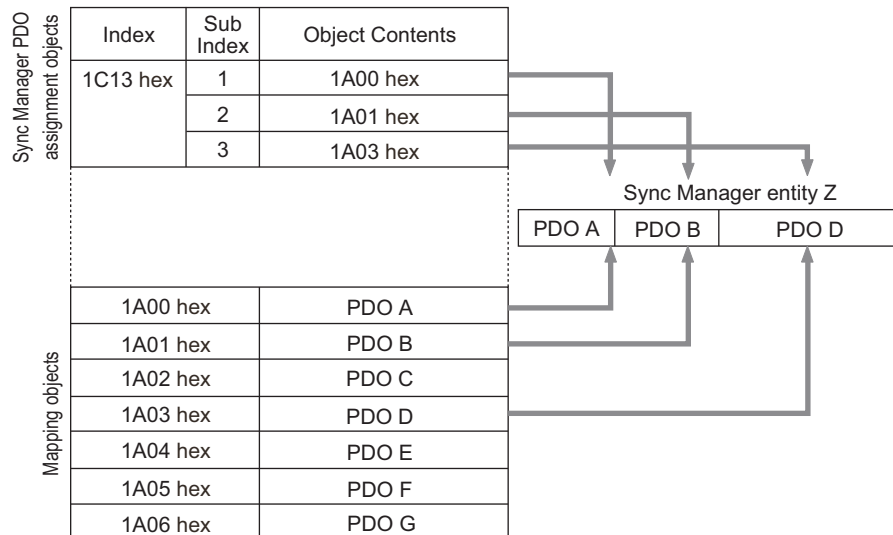 Sync Manager PDO
assignment objects
Index
Sub
Index
Object Contents
1C13 hex
1
1A00 hex
2
1A01 hex
3
1A03 hex
Sync Manager entity Z
PDO A
PDO B
PDO D
Mapping objects
1A00 hex
PDO A
1A01 hex
PDO B
1A02 hex
PDO C
1A03 hex
PDO D
1A04 hex
PDO E
1A05 hex
PDO F
1A06 hex
PDO G